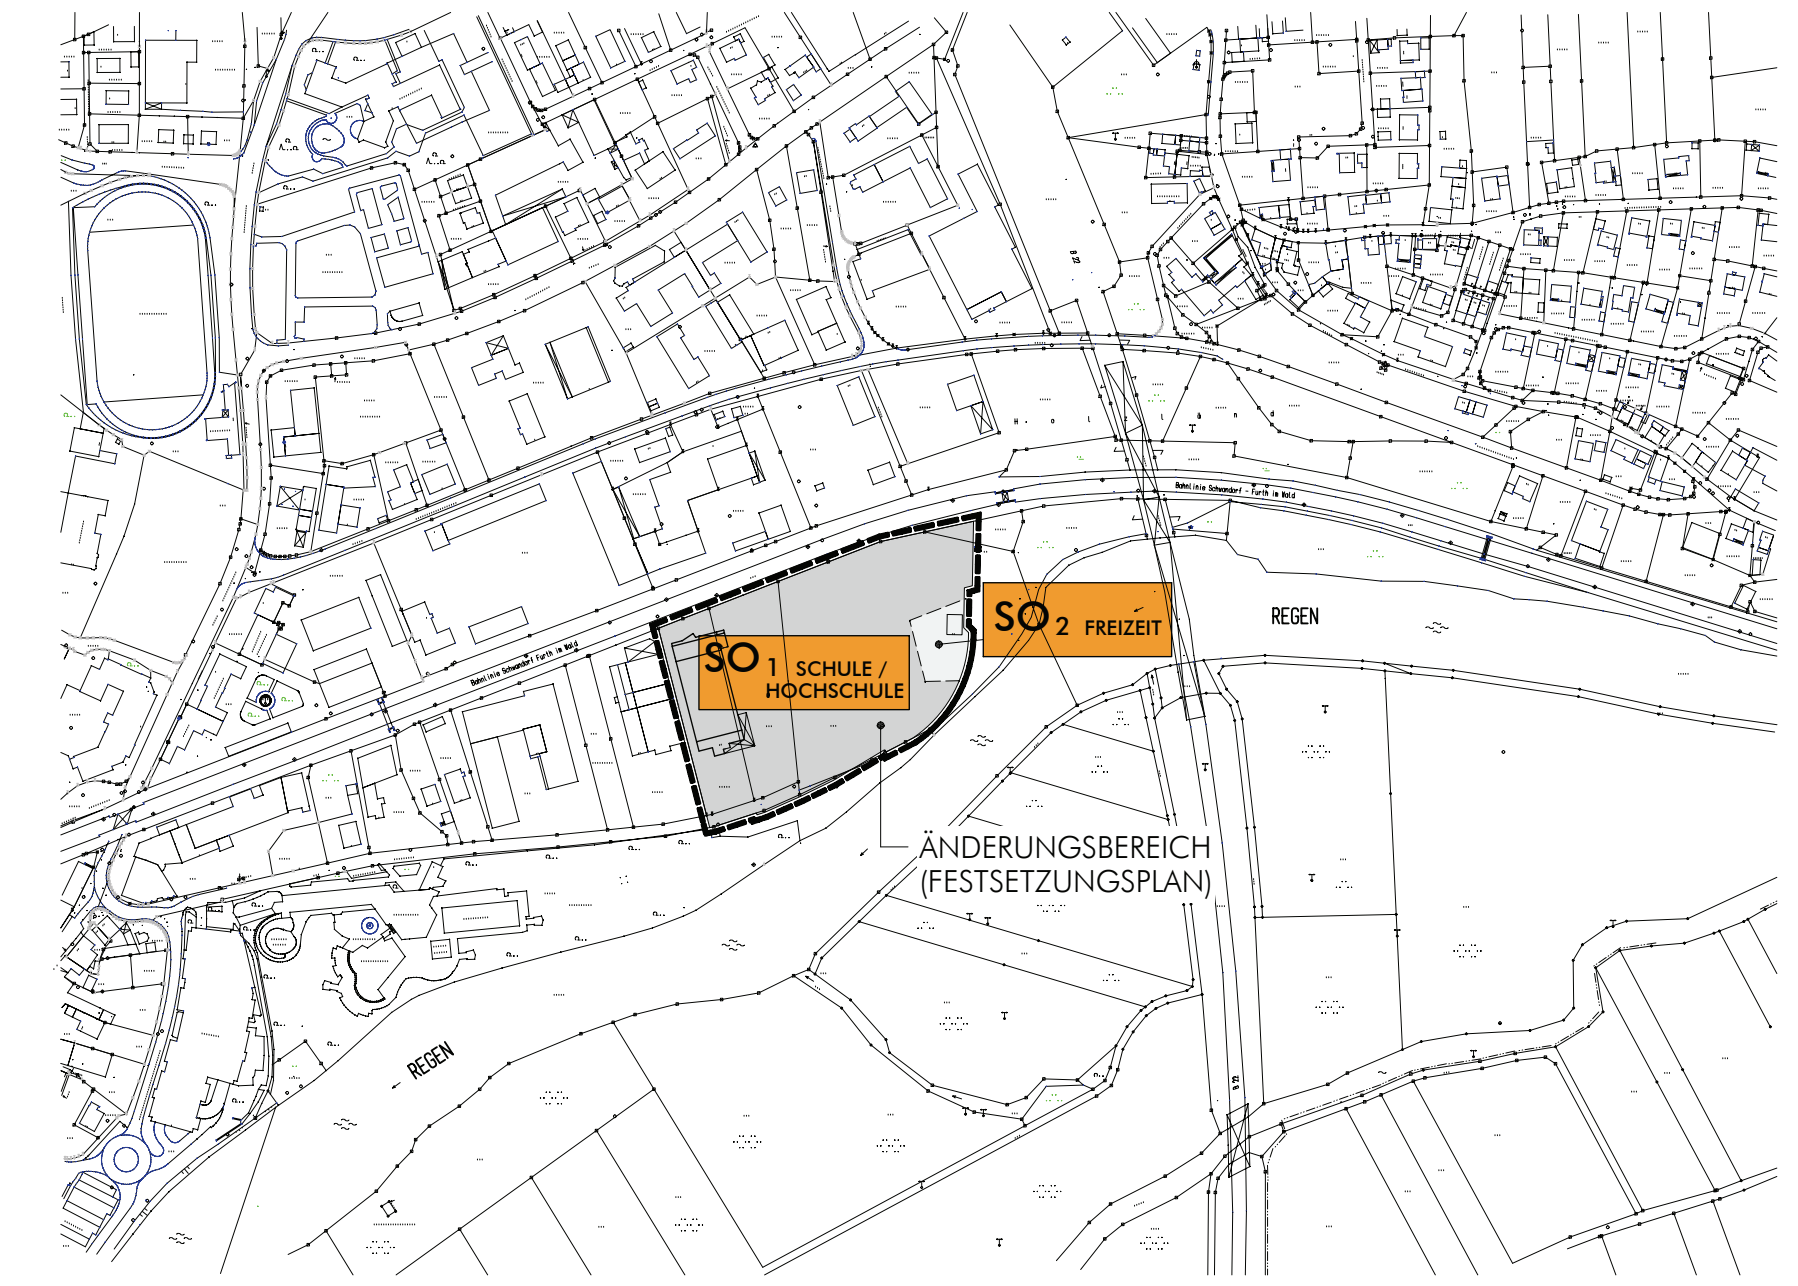 B 22
H o l z l ä n d
Bahnlinie Schwandorf - Furth im Wald
SO 2 FREIZEIT
REGEN
SO 1 SCHULE /
HOCHSCHULE
Bahnlinie Schwandorf Furth im Wald
ÄNDERUNGSBEREICH
(FESTSETZUNGSPLAN)
REGEN
B 22